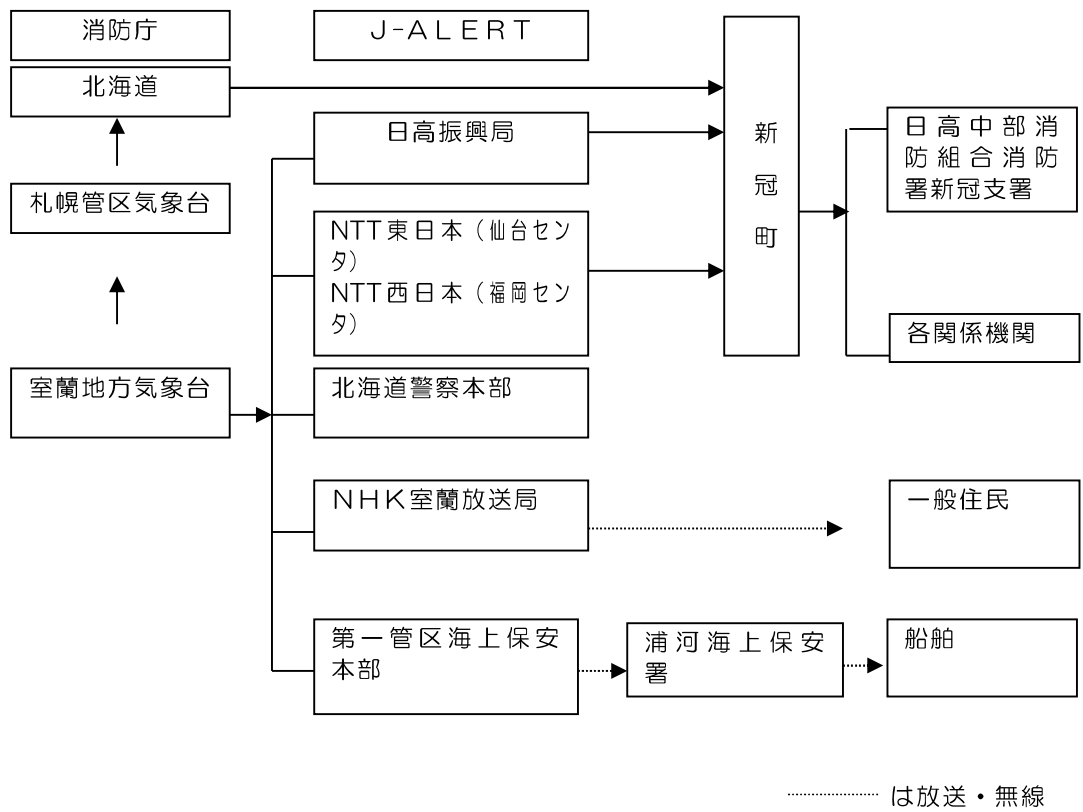 消防庁
J-ALERT
北海道
日高振興局
札幌管区気象台
NTT東日本（仙台セン
タ）
NTT西日本（福岡セン
タ）
新
冠
町
日高中部消
防組合消防
署新冠支署
各関係機関
室蘭地方気象台
北海道警察本部
NHK室蘭放送局
一般住民
第一管区海上保安
本部
浦河海上保安
署
船舶
は放送・無線